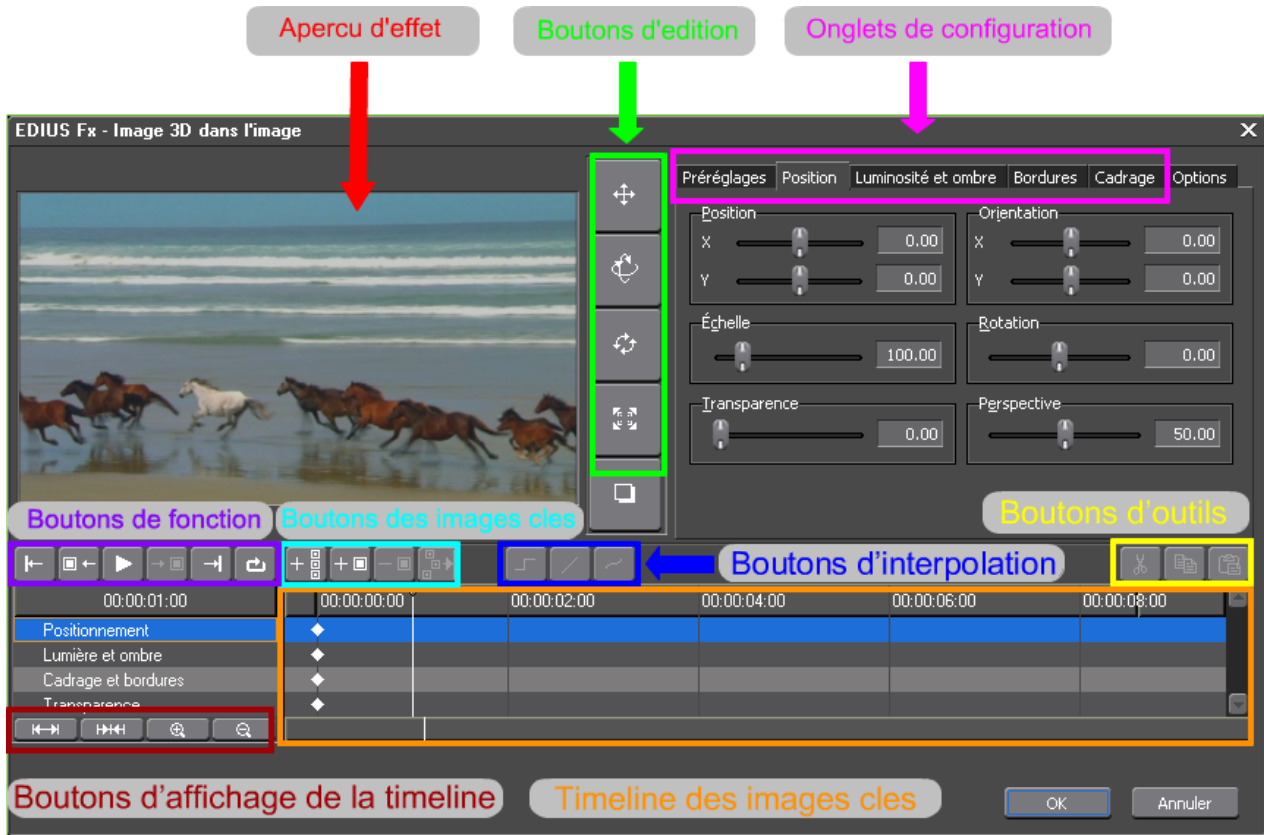 Apercu d'effet
Boutons d'edition
Onglets de configuration
EDIUS Fx - Image 3D dans l'image
Préréglages Position Luminosité et ombre Bordures Cadrage Options
Position
X 0.00
Y 0.00
Orientation
X 0.00
Y 0.00
Échelle
100.00
Rotation
0.00
Transparence
0.00
Perspective
50.00
Boutons de fonction
Boutons des images cles
Boutons d'outils
Boutons d'interpolation
00:00:01:00
00:00:00:00 00:00:02:00 00:00:04:00 00:00:06:00 00:00:08:00
Positionnement
Lumière et ombre
Cadrage et bordures
Transparence
Boutons d'affichage de la timeline
Timeline des images cles
OK
Annuler